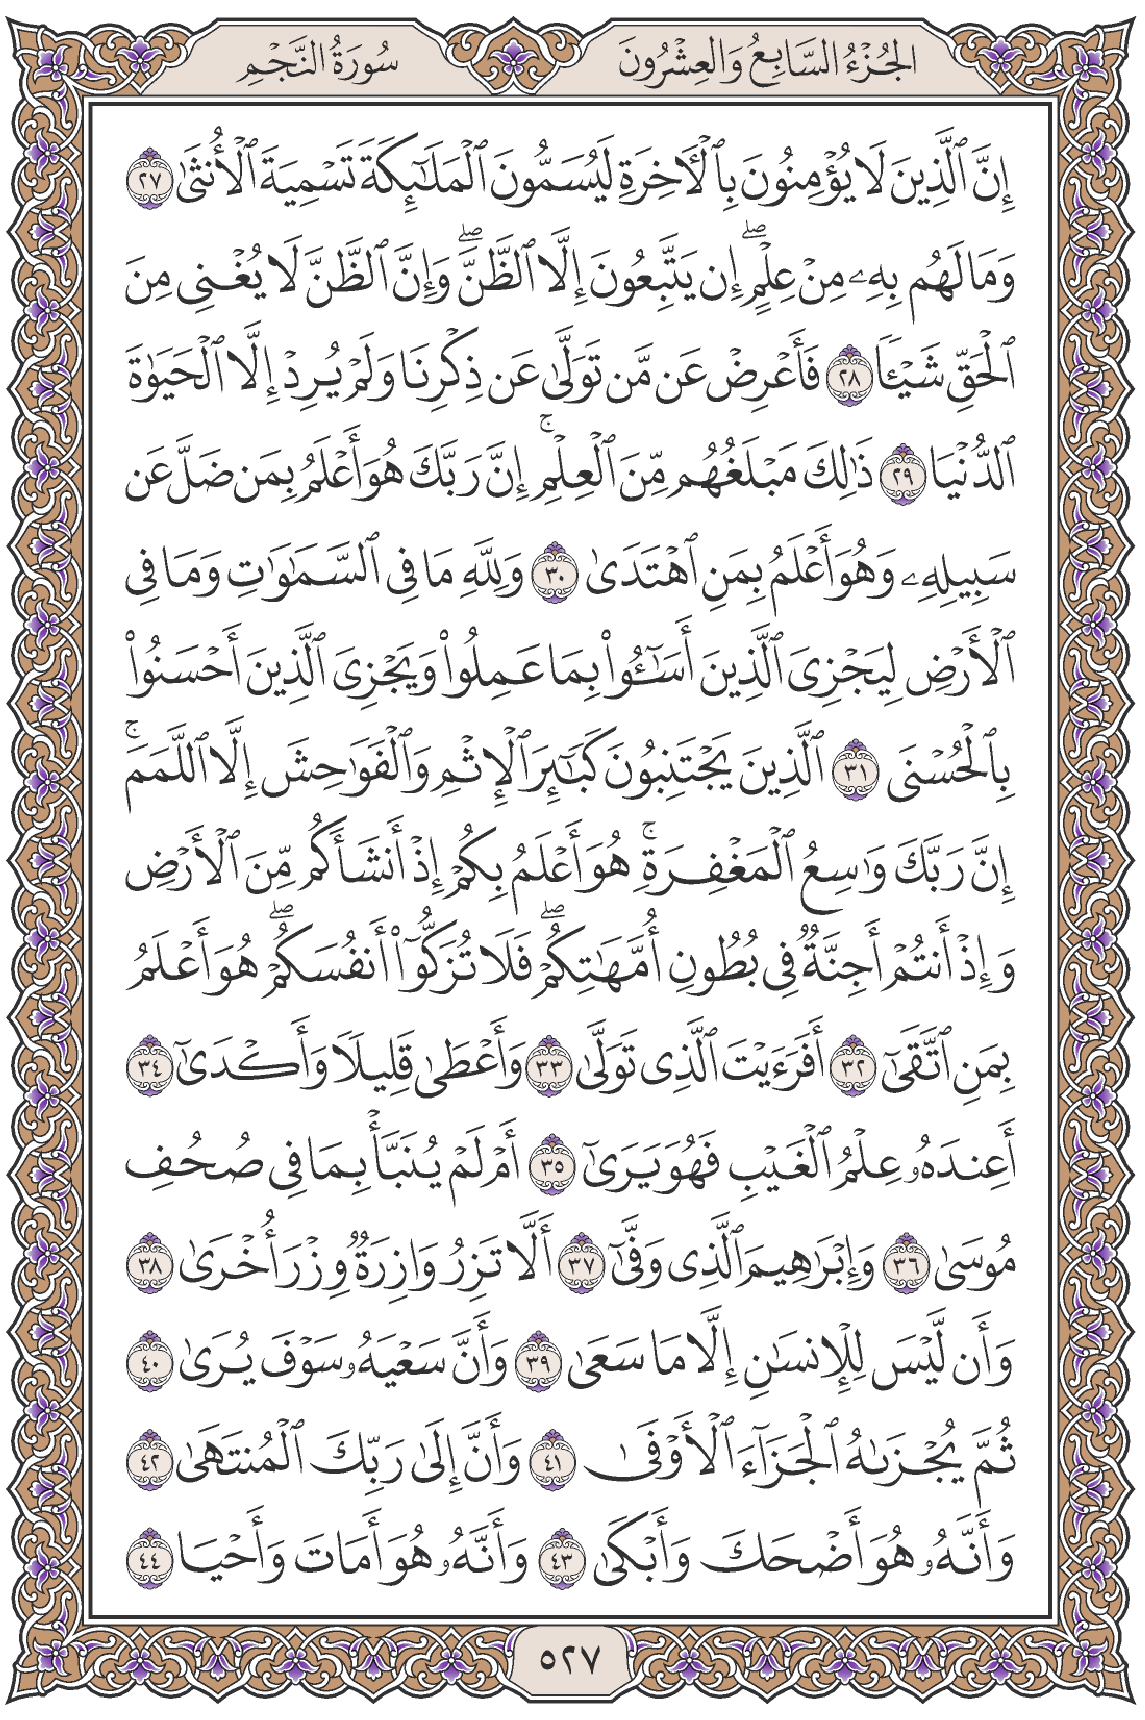 الجُزْءُ السَّابِعُ وَالعِشْرُونَ
سُورَةُ النَّجْمِ
إِنَّ ٱلَّذِينَ لَا يُؤْمِنُونَ بِٱلْأَخِرَةِ لَيُسَمُّونَ ٱلْمَلَٰٓئِكَةَ تَسْمِيَةَ ٱلْأُنثَىٰ ٢٧
وَمَا لَهُم بِهِۦ مِنْ عِلْمٍ ۖ إِن يَتَّبِعُونَ إِلَّا ٱلظَّنَّ ۖ وَإِنَّ ٱلظَّنَّ لَا يُغْنِى مِنَ
ٱلْحَقِّ شَيْـًٔا ٢٨ فَأَعْرِضْ عَن مَّن تَوَلَّىٰ عَن ذِكْرِنَا وَلَمْ يُرِدْ إِلَّا ٱلْحَيَوٰةَ
ٱلدُّنْيَا ٢٩ ذَٰلِكَ مَبْلَغُهُم مِّنَ ٱلْعِلْمِ ۚ إِنَّ رَبَّكَ هُوَ أَعْلَمُ بِمَن ضَلَّ عَن
سَبِيلِهِۦ وَهُوَ أَعْلَمُ بِمَنِ ٱهْتَدَىٰ ٣٠ وَلِلَّهِ مَا فِى ٱلسَّمَٰوَٰتِ وَمَا فِى
ٱلْأَرْضِ لِيَجْزِىَ ٱلَّذِينَ أَسَٰٓـُٔوا۟ بِمَا عَمِلُوا۟ وَيَجْزِىَ ٱلَّذِينَ أَحْسَنُوا۟
بِٱلْحُسْنَى ٣١ ٱلَّذِينَ يَجْتَنِبُونَ كَبَٰٓئِرَ ٱلْإِثْمِ وَٱلْفَوَٰحِشَ إِلَّا ٱللَّمَمَ ۚ
إِنَّ رَبَّكَ وَٰسِعُ ٱلْمَغْفِرَةِ ۚ هُوَ أَعْلَمُ بِكُمْ إِذْ أَنشَأَكُم مِّنَ ٱلْأَرْضِ
وَإِذْ أَنتُمْ أَجِنَّةٌ فِى بُطُونِ أُمَّهَٰتِكُمْ ۖ فَلَا تُزَكُّوٓا۟ أَنفُسَكُمْ ۖ هُوَ أَعْلَمُ
بِمَنِ ٱتَّقَىٰٓ ٣٢ أَفَرَءَيْتَ ٱلَّذِى تَوَلَّىٰ ٣٣ وَأَعْطَىٰ قَلِيلًا وَأَكْدَىٰٓ ٣٤
أَعِندَهُۥ عِلْمُ ٱلْغَيْبِ فَهُوَ يَرَىٰٓ ٣٥ أَمْ لَمْ يُنَبَّأْ بِمَا فِى صُحُفِ
مُوسَىٰ ٣٦ وَإِبْرَٰهِيمَ ٱلَّذِى وَفَّىٰٓ ٣٧ أَلَّا تَزِرُ وَازِرَةٌ وِزْرَ أُخْرَىٰ ٣٨
وَأَن لَّيْسَ لِلْإِنسَٰنِ إِلَّا مَا سَعَىٰ ٣٩ وَأَنَّ سَعْيَهُۥ سَوْفَ يُرَىٰ ٤٠
ثُمَّ يُجْزَىٰهُ ٱلْجَزَآءَ ٱلْأَوْفَىٰ ٤١ وَأَنَّ إِلَىٰ رَبِّكَ ٱلْمُنتَهَىٰ ٤٢
وَأَنَّهُۥ هُوَ أَضْحَكَ وَأَبْكَىٰ ٤٣ وَأَنَّهُۥ هُوَ أَمَاتَ وَأَحْيَا ٤٤
٥٢٧